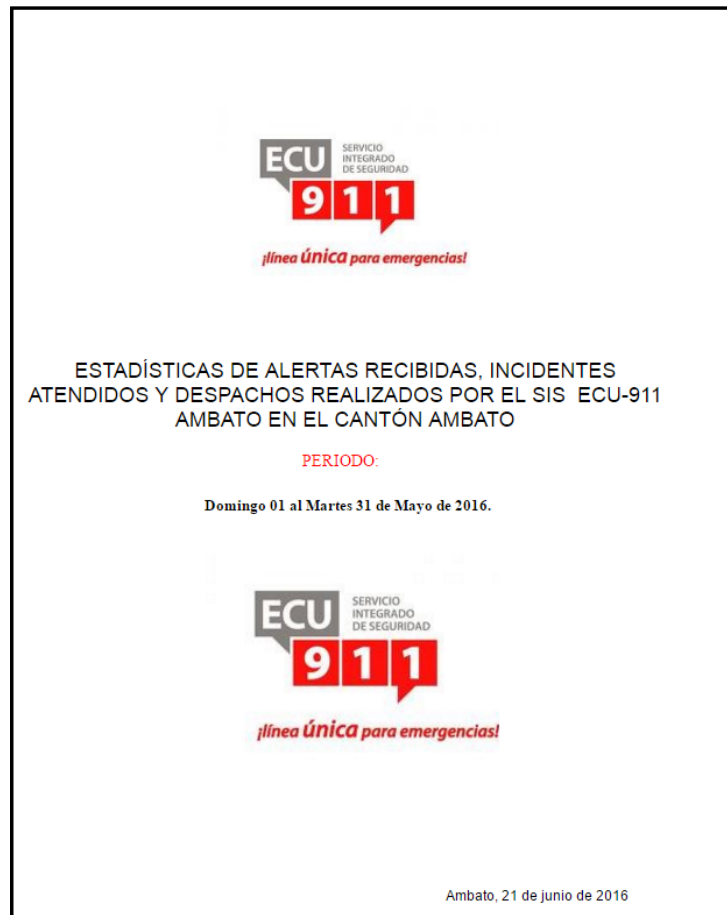 ECU
SERVICIO
INTEGRADO
DE SEGURIDAD
911
¡línea única para emergencias!
ESTADÍSTICAS DE ALERTAS RECIBIDAS, INCIDENTES
ATENDIDOS Y DESPACHOS REALIZADOS POR EL SIS ECU-911
AMBATO EN EL CANTÓN AMBATO
PERIODO:
Domingo 01 al Martes 31 de Mayo de 2016.
ECU
SERVICIO
INTEGRADO
DE SEGURIDAD
911
¡línea única para emergencias!
Ambato, 21 de junio de 2016